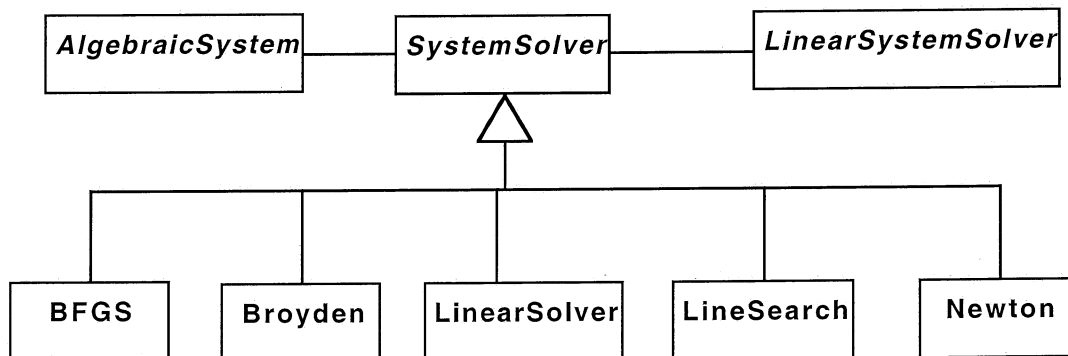 AlgebraicSystem
SystemSolver
LinearSystemSolver
BFGS
Broyden
LinearSolver
LineSearch
Newton